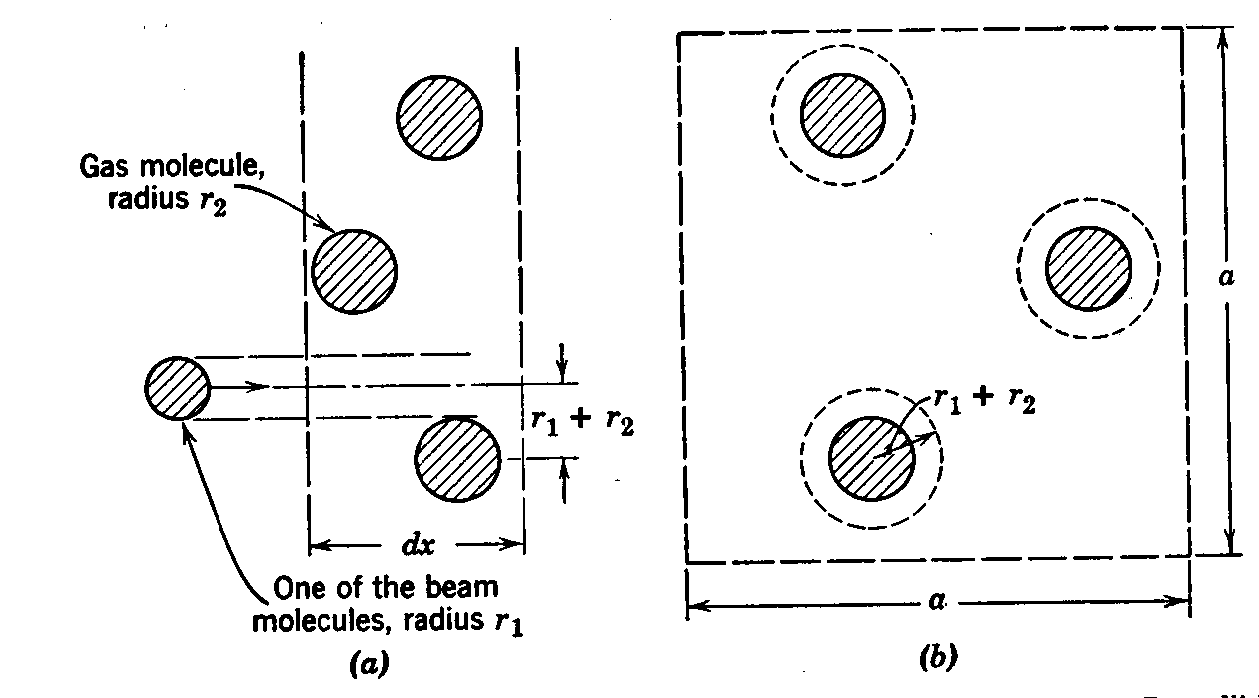 Gas molecule,
radius r₂
r₁ + r₂
dx
One of the beam
molecules, radius r₁
(a)
r₁ + r₂
a
a
(b)